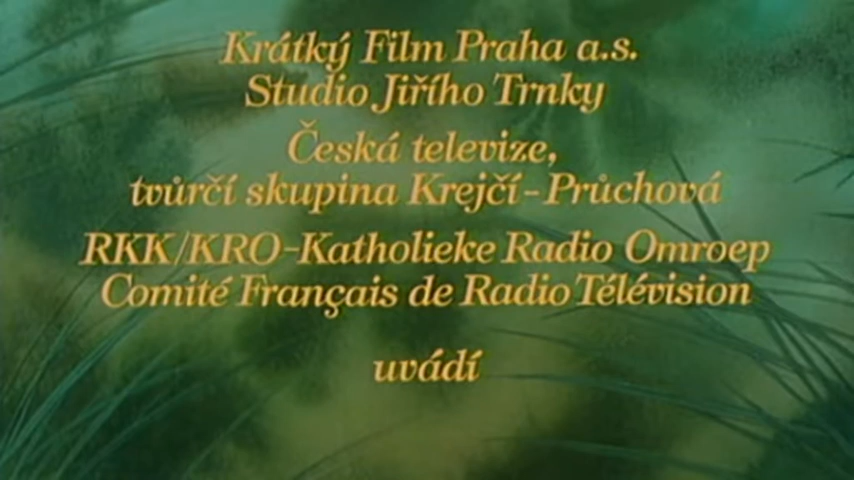 Krátký Film Praha a.s.
Studio Jiřího Trnky
Česká televize,
tvůrčí skupina Krejčí-Průchová
RKK/KRO-Katholieke Radio Omroep
Comité Français de Radio Télévision
uvádí